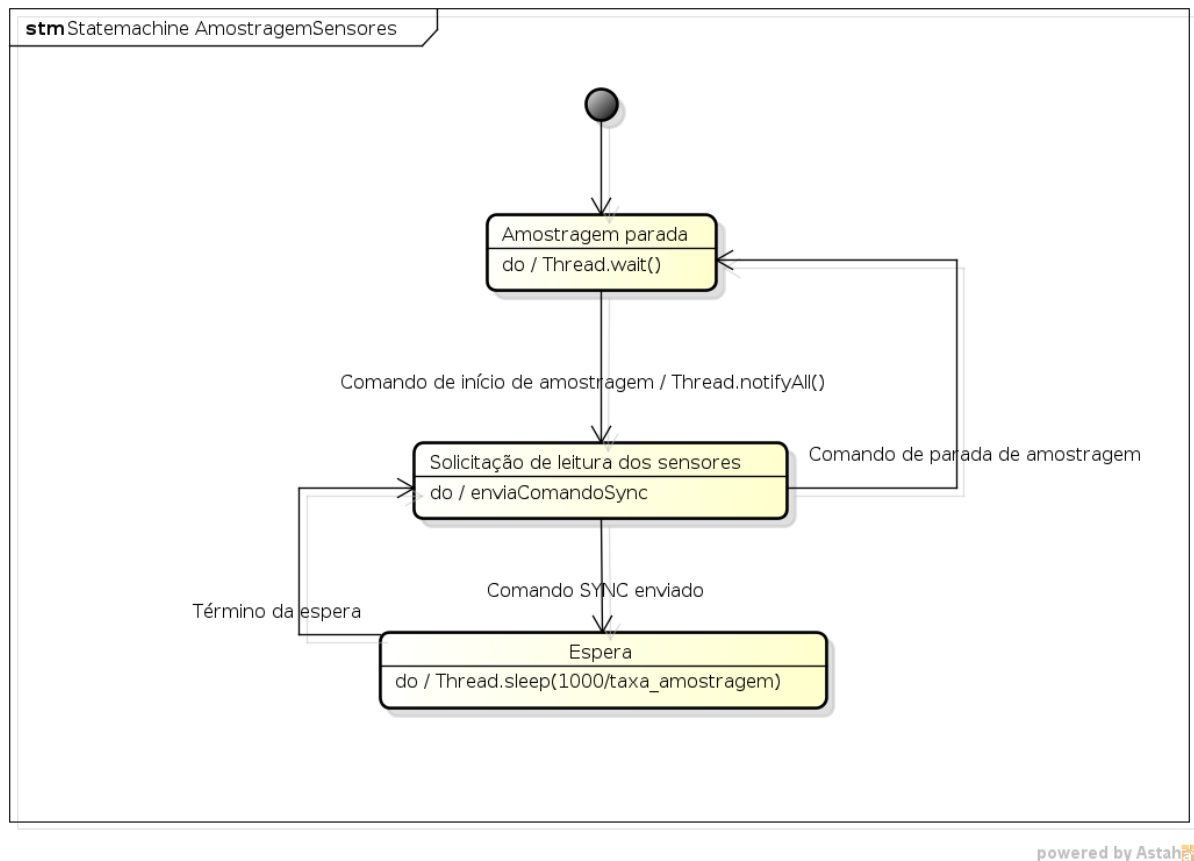 stm Statemachine AmostragemSensores
Amostragem parada
do / Thread.wait()
Comando de início de amostragem / Thread.notifyAll()
Solicitação de leitura dos sensores
do / enviaComandoSync
Comando de parada de amostragem
Comando SYNC enviado
Término da espera
Espera
do / Thread.sleep(1000/taxa_amostragem)
powered by Astah